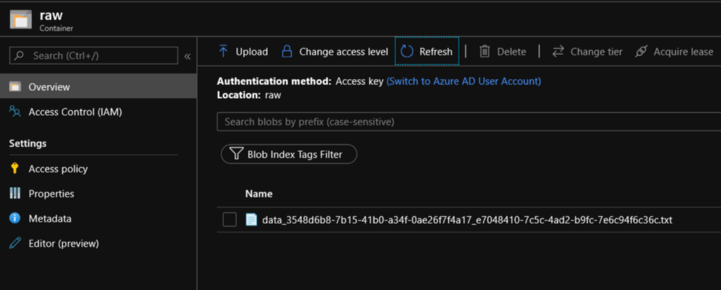 raw
Container
Search (Ctrl+/)
«
Overview
Access Control (IAM)
Settings
Access policy
Properties
Metadata
Editor (preview)
Upload
Change access level
Refresh
Delete
Change tier
Acquire lease
Authentication method: Access key (Switch to Azure AD User Account)
Location: raw
Search blobs by prefix (case-sensitive)
Blob Index Tags Filter
Name
data_3548d6b8-7b15-41b0-a34f-0ae26f7f4a17_e7048410-7c5c-4ad2-b9fc-7e6c94f6c36c.txt